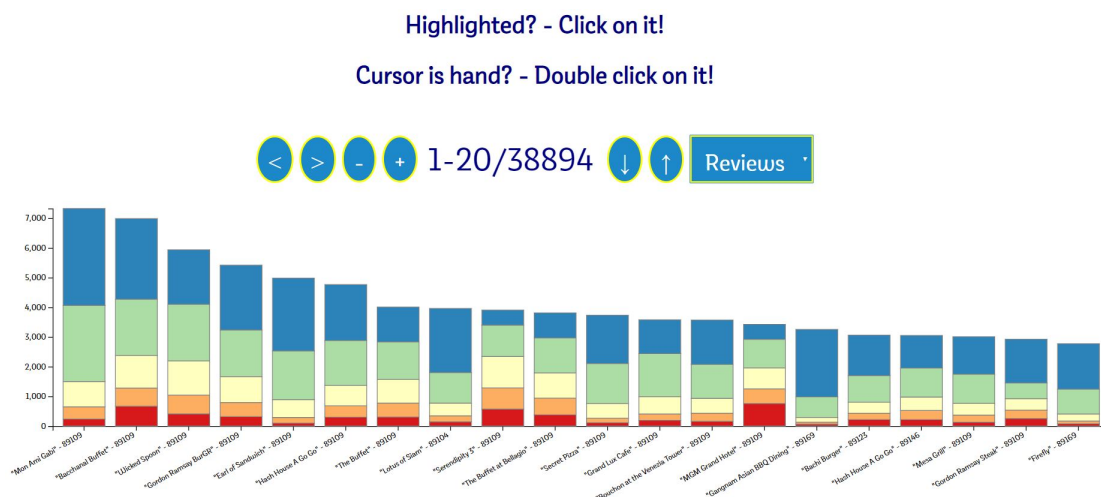 Highlighted? - Click on it!
Cursor is hand? - Double click on it!
< > - + 1-20/38894 ↓ ↑ Reviews
7,000
6,000
5,000
4,000
3,000
2,000
1,000
0
"Mon Ami Gabi" - 89109
"Bacchanal Buffet" - 89109
"Wicked Spoon" - 89109
"Gordon Ramsay BurGR" - 89109
"Earl of Sandwich" - 89109
"Hash House A Go Go" - 89109
"The Buffet" - 89109
"Lotus of Siam" - 89104
"Serendipity 3" - 89109
"The Buffet at Bellagio" - 89109
"Secret Pizza" - 89109
"Grand Lux Cafe" - 89109
"Bouchon at the Venezia Tower" - 89109
"MGM Grand Hotel" - 89109
"Gangnam Asian BBQ Dining" - 89169
"Bachi Burger" - 89123
"Hash House A Go Go" - 89146
"Mesa Grill" - 89109
"Gordon Ramsay Steak" - 89109
"Firefly" - 89169